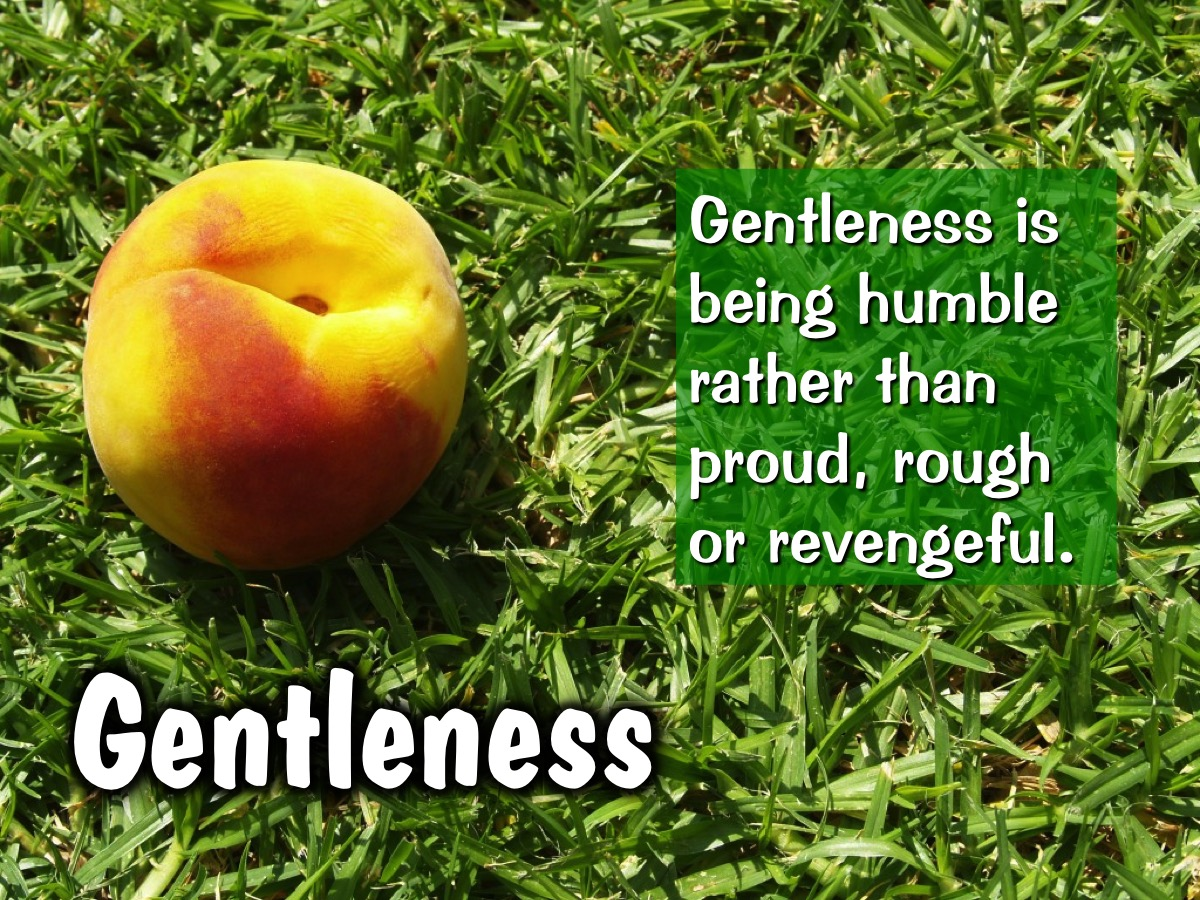 Gentleness is
being humble
rather than
proud, rough
or revengeful.
Gentleness